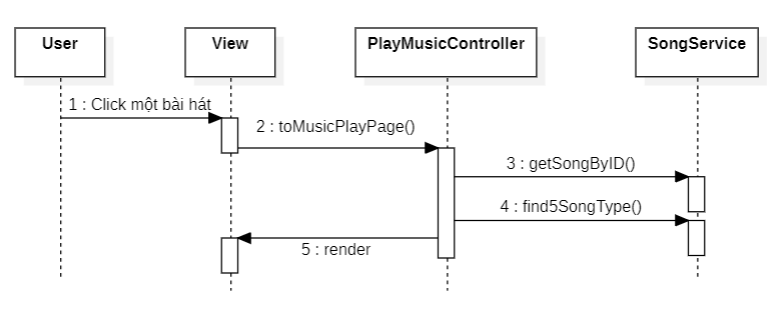 User
View
PlayMusicController
SongService
1 : Click một bài hát
2 : toMusicPlayPage()
3 : getSongByID()
4 : find5SongType()
5 : render